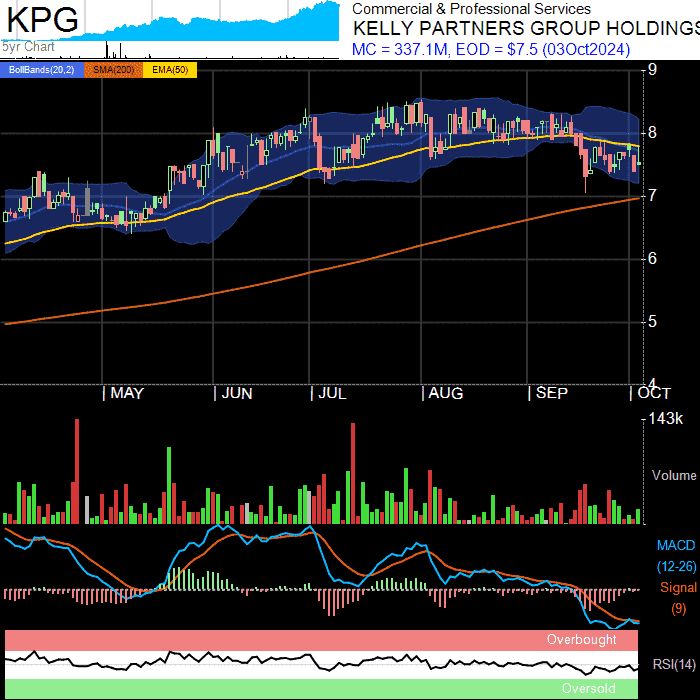 KPG
5yr Chart
Commercial & Professional Services
KELLY PARTNERS GROUP HOLDINGS
MC = 337.1M, EOD = $7.5 (03Oct2024)
BollBands(20,2) SMA(200) EMA(50)
9
8
7
6
5
4
| MAY | JUN | JUL | AUG | SEP | OCT
143k
Volume
MACD
(12-26)
Signal
(9)
Overbought
RSI(14)
Oversold